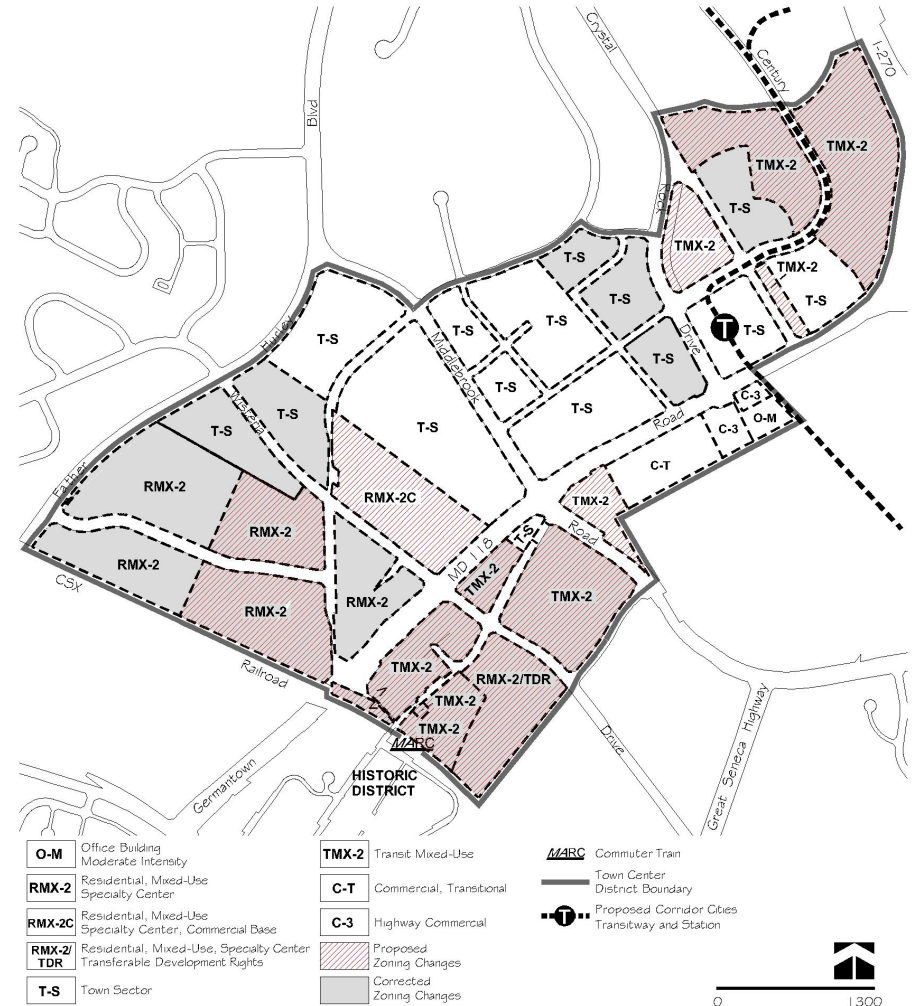 Crystal
Century
I-270
Blvd
TMX-2
TMX-2
Rock
T-S
TMX-2
T-S
TMX-2
T-S
T-S
T
T-S
Hurley
T-S
T-S
T-S
Middlebrook
Drive
T-S
T-S
C-3
Wisteria
T-S
T-S
T-S
T-S
Road
C-3
O-M
C-T
Father
RMX-2
RMX-2C
TMX-2
RMX-2
Road
MD 118
T-S
CSX
RMX-2
TMX-2
RMX-2
RMX-2
TMX-2
Railroad
TMX-2
RMX-2/TDR
TMX-2
TMX-2
MARC
HISTORIC
DISTRICT
Germantown
Drive
Great Seneca Highway
O-M Office Building
Moderate Intensity
RMX-2 Residential, Mixed-Use
Specialty Center
RMX-2C Residential, Mixed-Use
Specialty Center, Commercial Base
RMX-2/
TDR Residential, Mixed-Use, Specialty Center
Transferable Development Rights
T-S Town Sector
TMX-2 Transit Mixed-Use
C-T Commercial, Transitional
C-3 Highway Commercial
Proposed
Zoning Changes
Corrected
Zoning Changes
MARC Commuter Train
Town Center
District Boundary
T Proposed Corridor Cities
Transitway and Station
0 1300